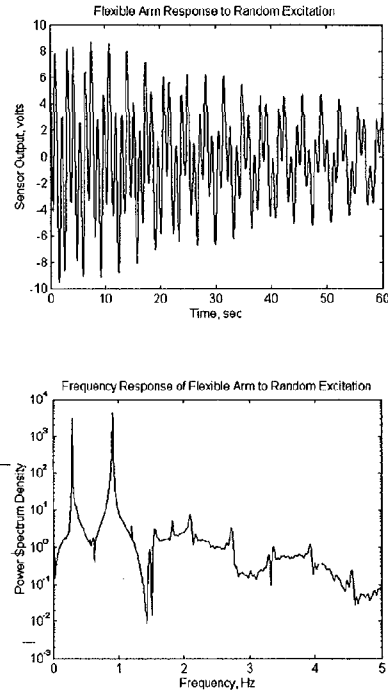 Flexible Arm Response to Random Excitation
Sensor Output, volts
10
8
6
4
2
0
-2
-4
-6
-8
-10
0 10 20 30 40 50 60
Time, sec
Frequency Response of Flexible Arm to Random Excitation
Power Spectrum Density
10^4
10^3
10^2
10^1
10^0
10^-1
10^-2
10^-3
0 1 2 3 4 5
Frequency, Hz